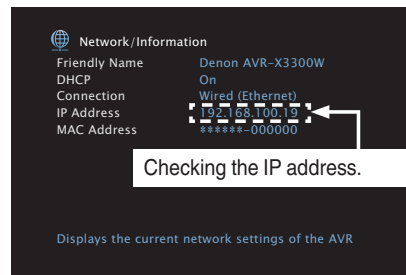 Network/Information
Friendly Name Denon AVR-X3300W
DHCP On
Connection Wired (Ethernet)
IP Address 192.168.100.19
MAC Address ******-000000
Checking the IP address.
Displays the current network settings of the AVR